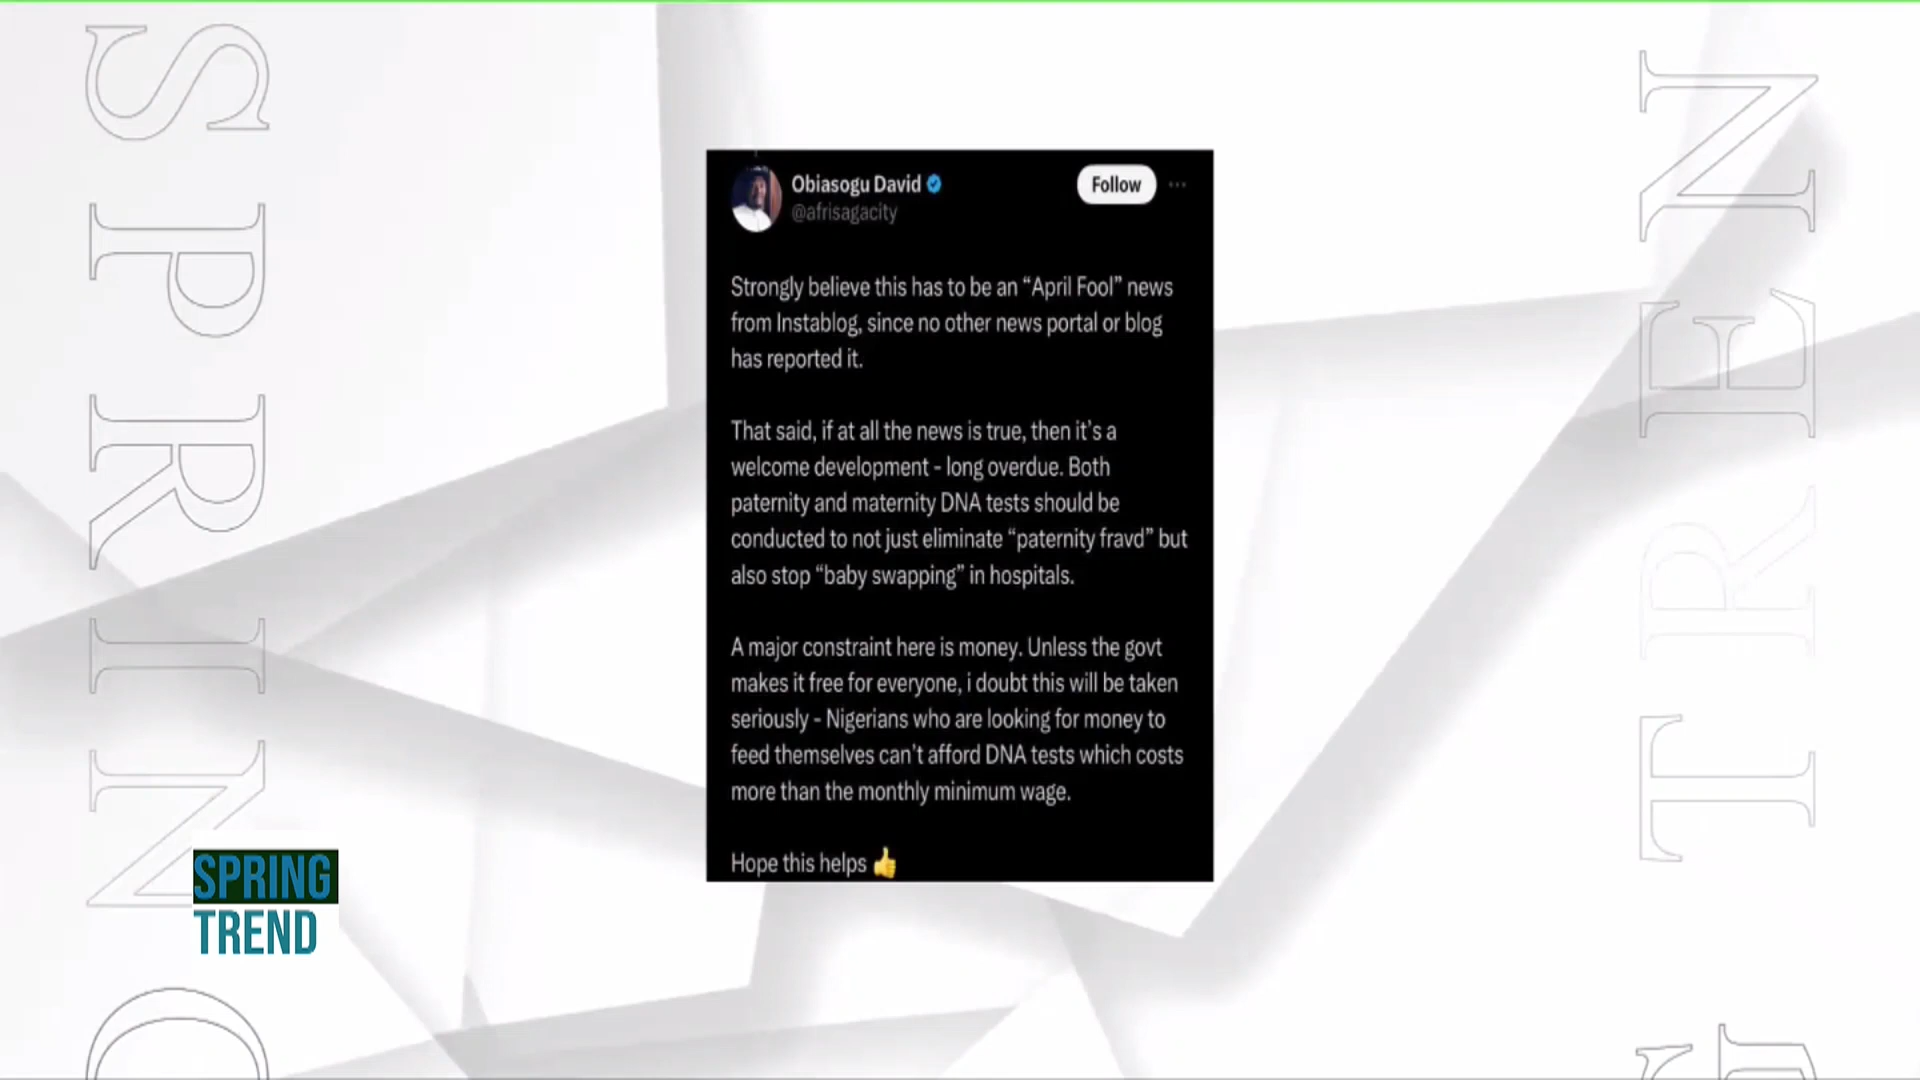 SPRING
TREN
Obiasogu David
Follow
@afrisagacity
Strongly believe this has to be an “April Fool” news
from Instablog, since no other news portal or blog
has reported it.
That said, if at all the news is true, then it’s a
welcome development - long overdue. Both
paternity and maternity DNA tests should be
conducted to not just eliminate “paternity fravd” but
also stop “baby swapping” in hospitals.
A major constraint here is money. Unless the govt
makes it free for everyone, i doubt this will be taken
seriously - Nigerians who are looking for money to
feed themselves can’t afford DNA tests which costs
more than the monthly minimum wage.
Hope this helps 👍
SPRING
TREND